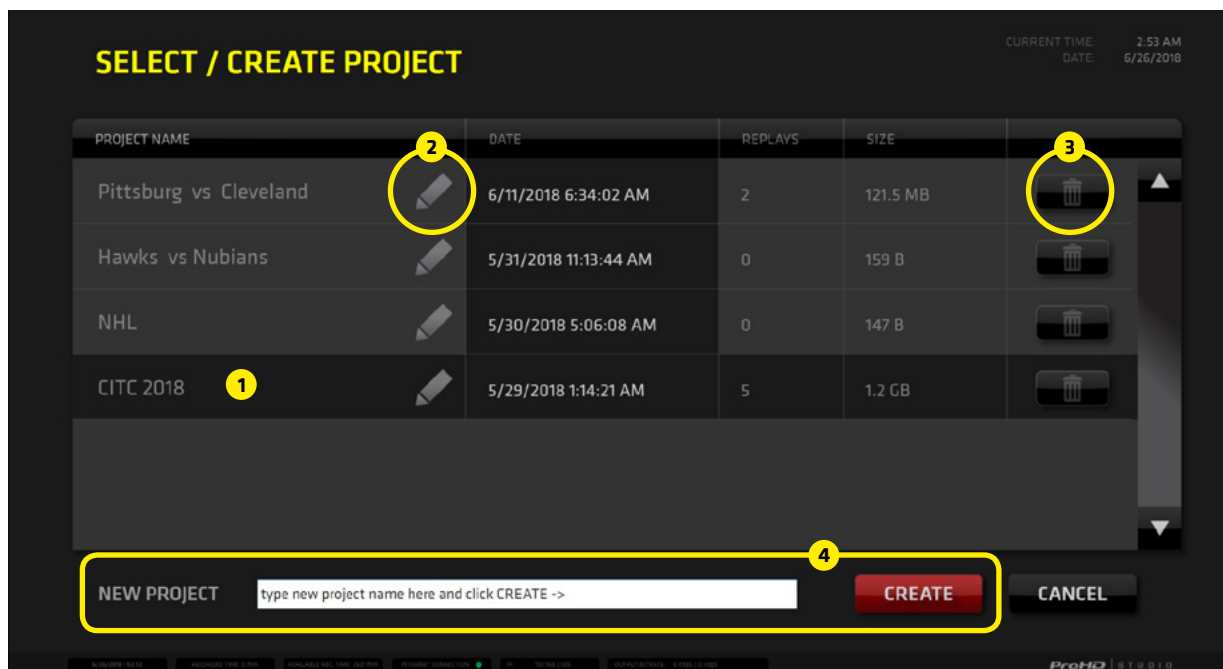 SELECT / CREATE PROJECT
CURRENT TIME: 2:53 AM
DATE: 6/26/2018
PROJECT NAME DATE REPLAYS SIZE
2
3
Pittsburg vs Cleveland 6/11/2018 6:34:02 AM 2 121.5 MB
Hawks vs Nubians 5/31/2018 11:13:44 AM 0 159 B
NHL 5/30/2018 5:06:08 AM 0 147 B
CITC 2018 1 5/29/2018 1:14:21 AM 5 1.2 GB
4
NEW PROJECT type new project name here and click CREATE -> CREATE CANCEL
INTERNET CONNECTION
ProHD | STUDIO